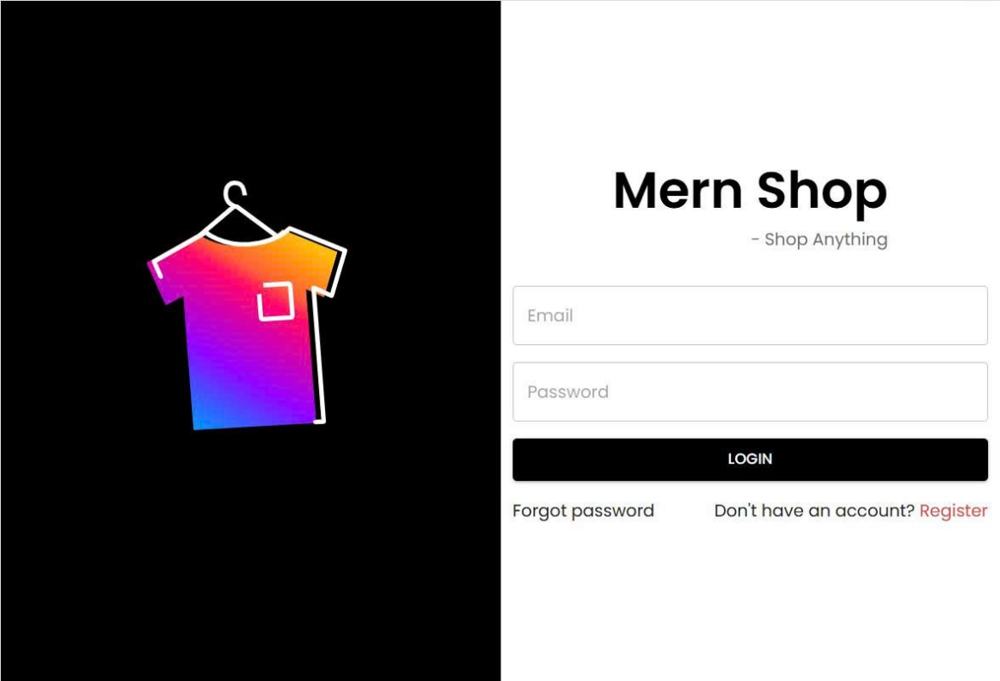 Mern Shop
- Shop Anything
Email
Password
LOGIN
Forgot password Don't have an account? Register